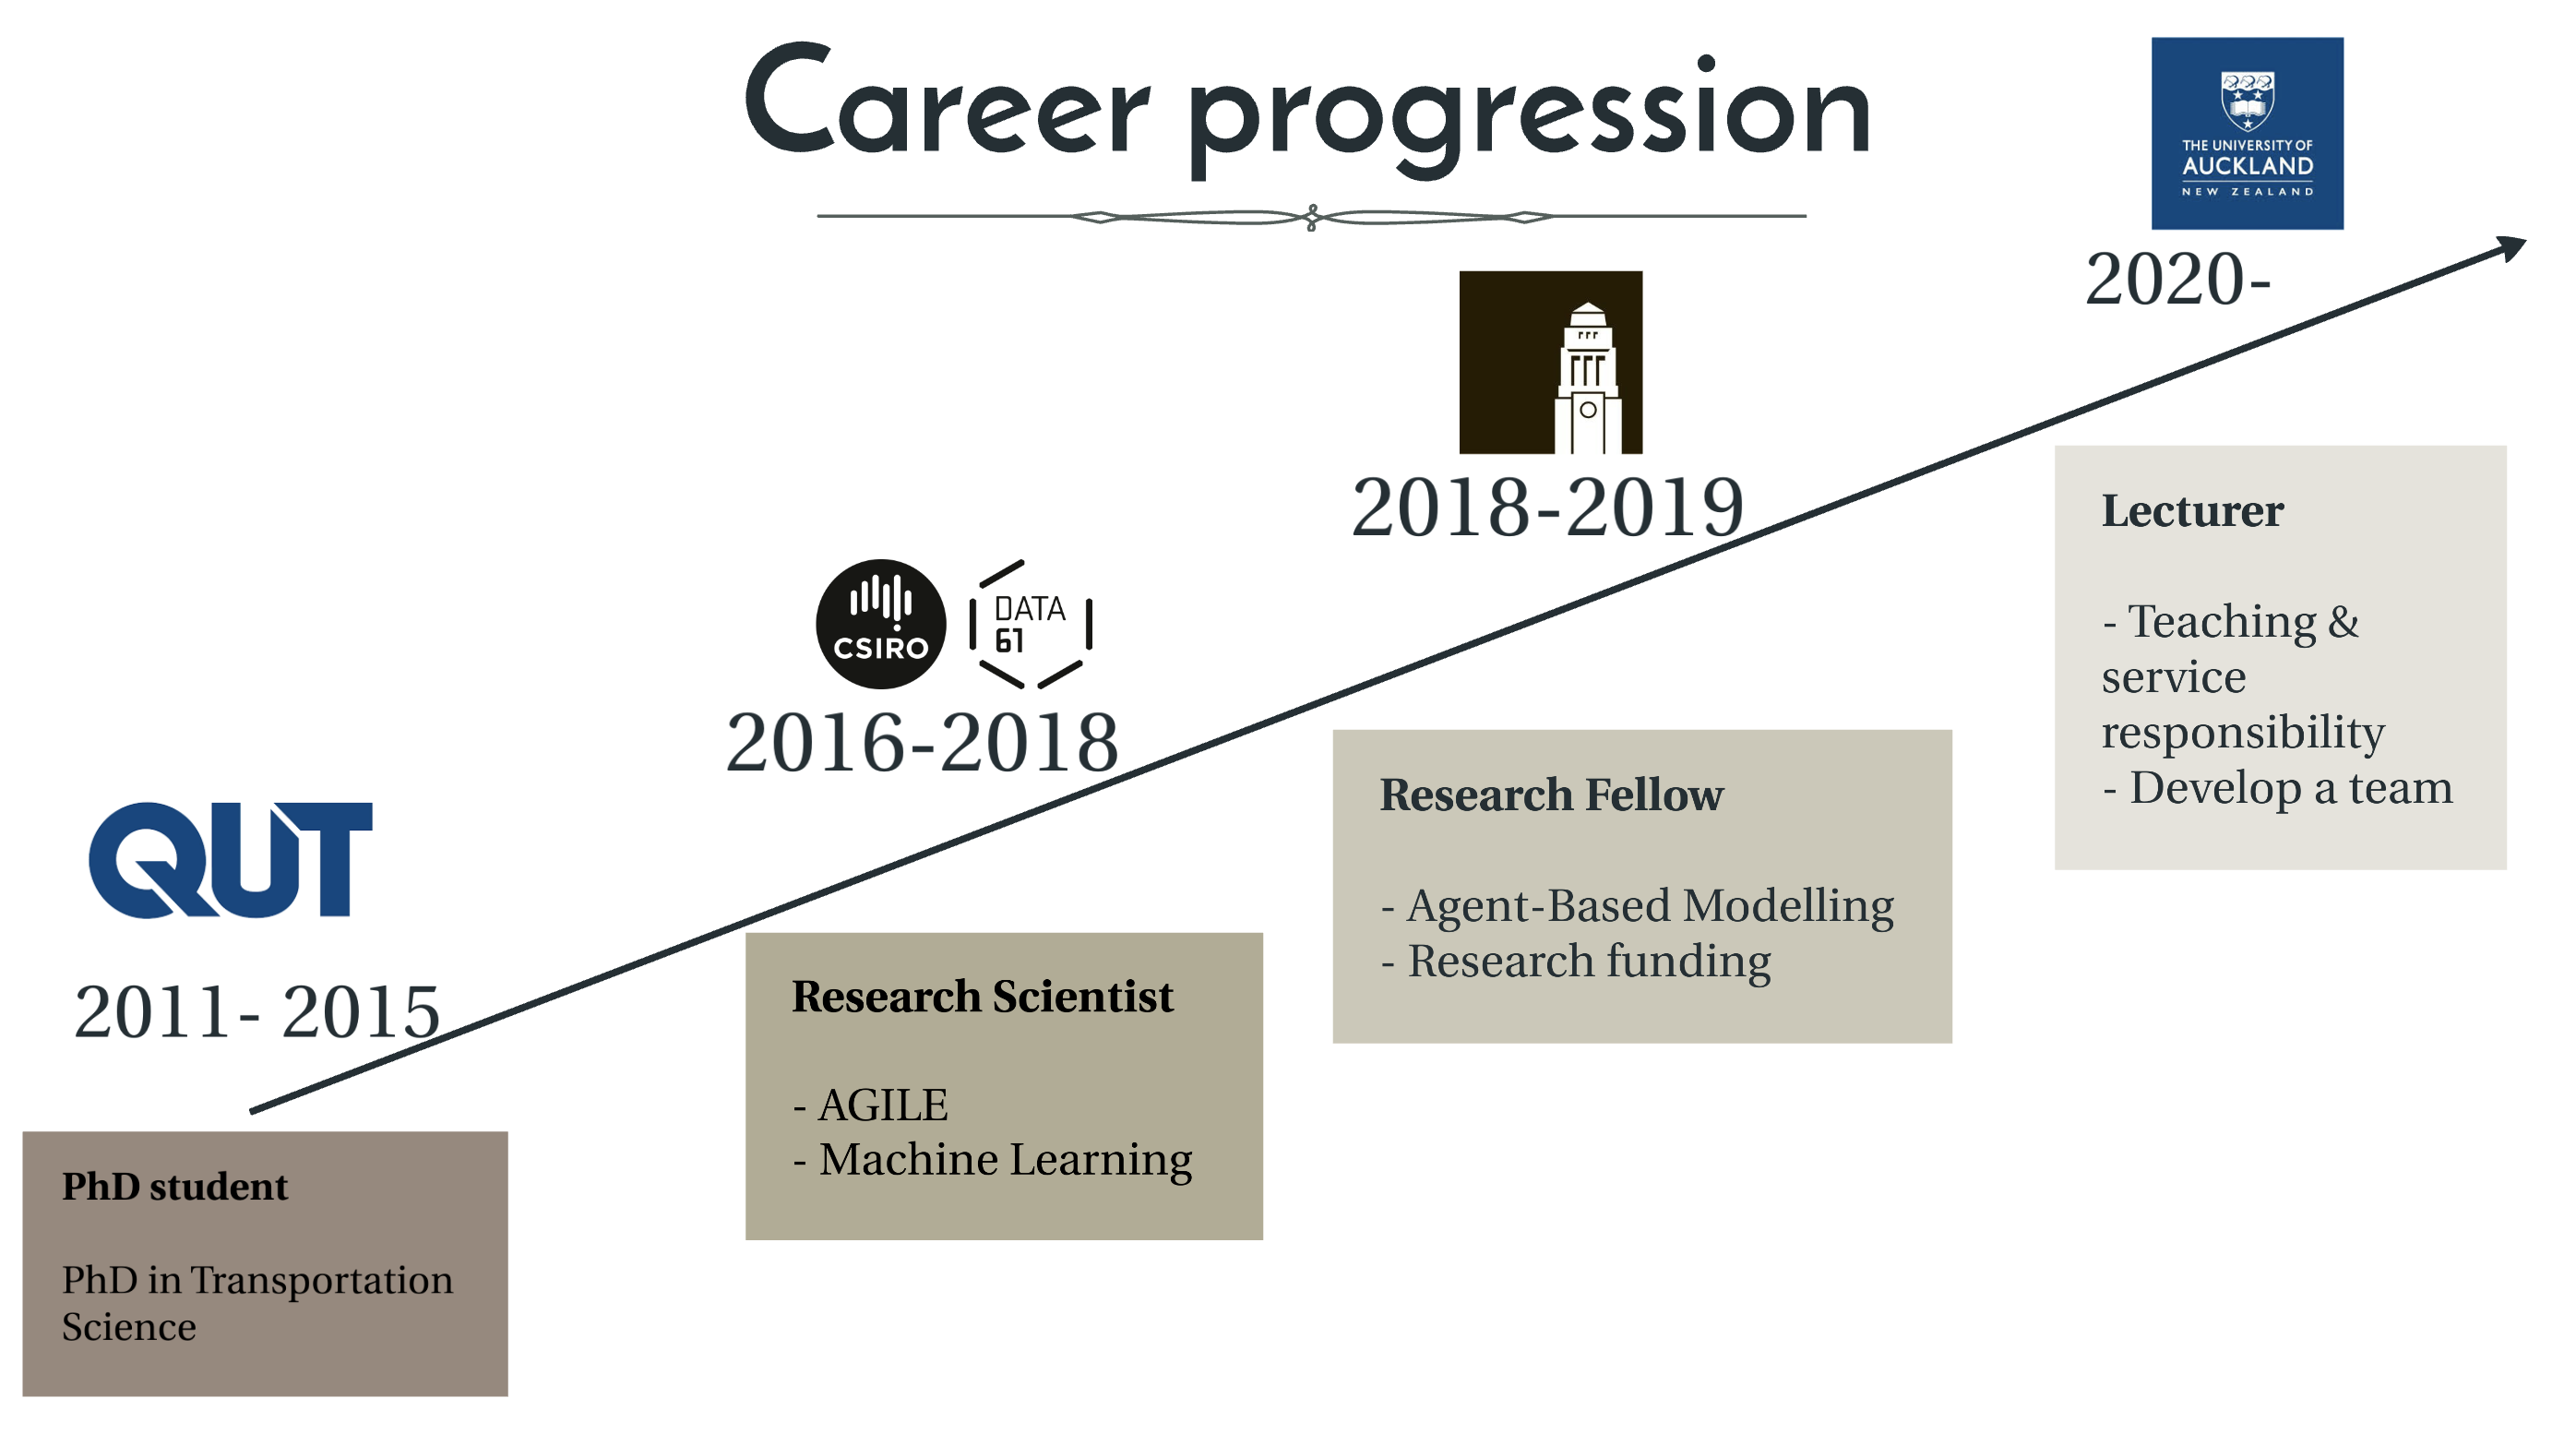 Career progression
THE UNIVERSITY OF
AUCKLAND
NEW ZEALAND
2020-
2018-2019
CSIRO
DATA
61
2016-2018
QUT
2011- 2015
PhD student
PhD in Transportation
Science
Research Scientist
- AGILE
- Machine Learning
Research Fellow
- Agent-Based Modelling
- Research funding
Lecturer
- Teaching &
service
responsibility
- Develop a team